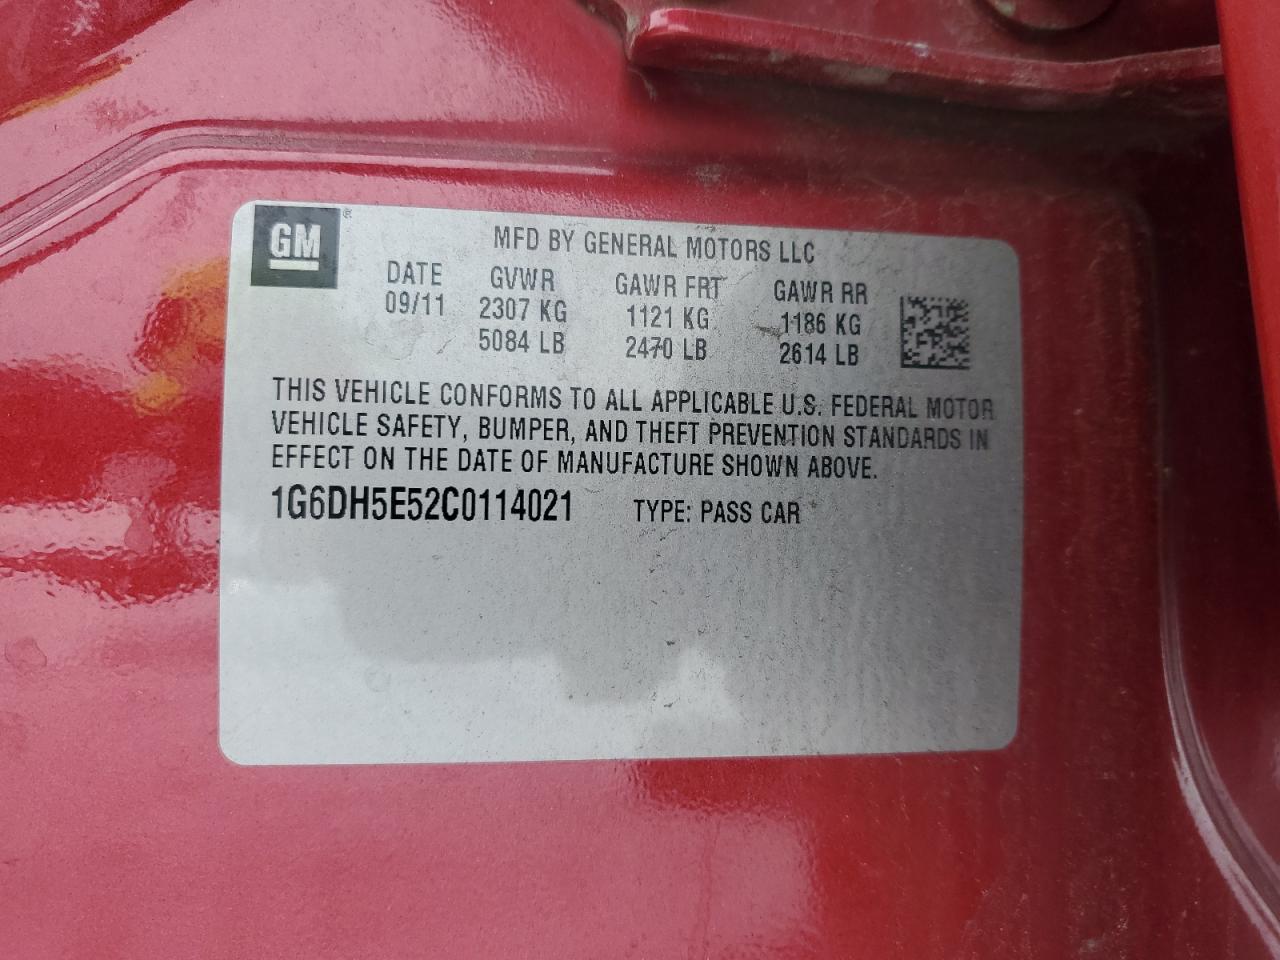 GM ®
MFD BY GENERAL MOTORS LLC
DATE GVWR GAWR FRT GAWR RR
09/11 2307 KG 1121 KG 1186 KG
5084 LB 2470 LB 2614 LB
THIS VEHICLE CONFORMS TO ALL APPLICABLE U.S. FEDERAL MOTOR
VEHICLE SAFETY, BUMPER, AND THEFT PREVENTION STANDARDS IN
EFFECT ON THE DATE OF MANUFACTURE SHOWN ABOVE.
1G6DH5E52C0114021 TYPE: PASS CAR